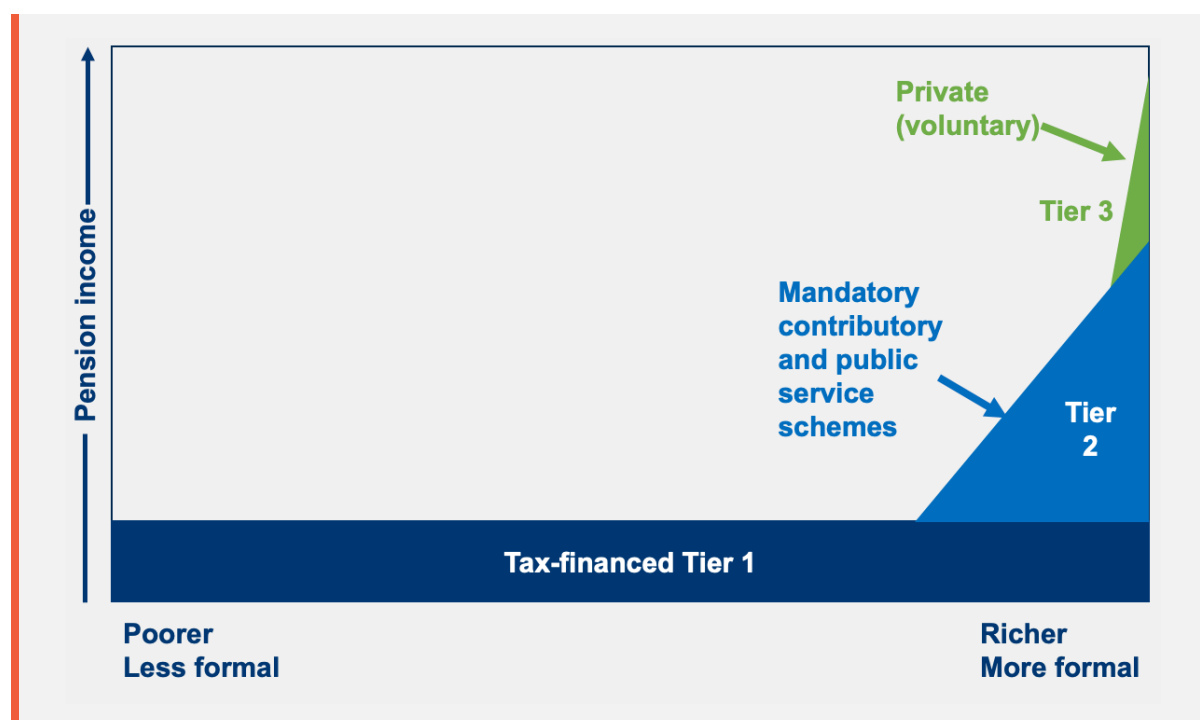 Pension income
Private
(voluntary)
Tier 3
Mandatory
contributory
and public
service
schemes
Tier
2
Tax-financed Tier 1
Poorer
Less formal
Richer
More formal